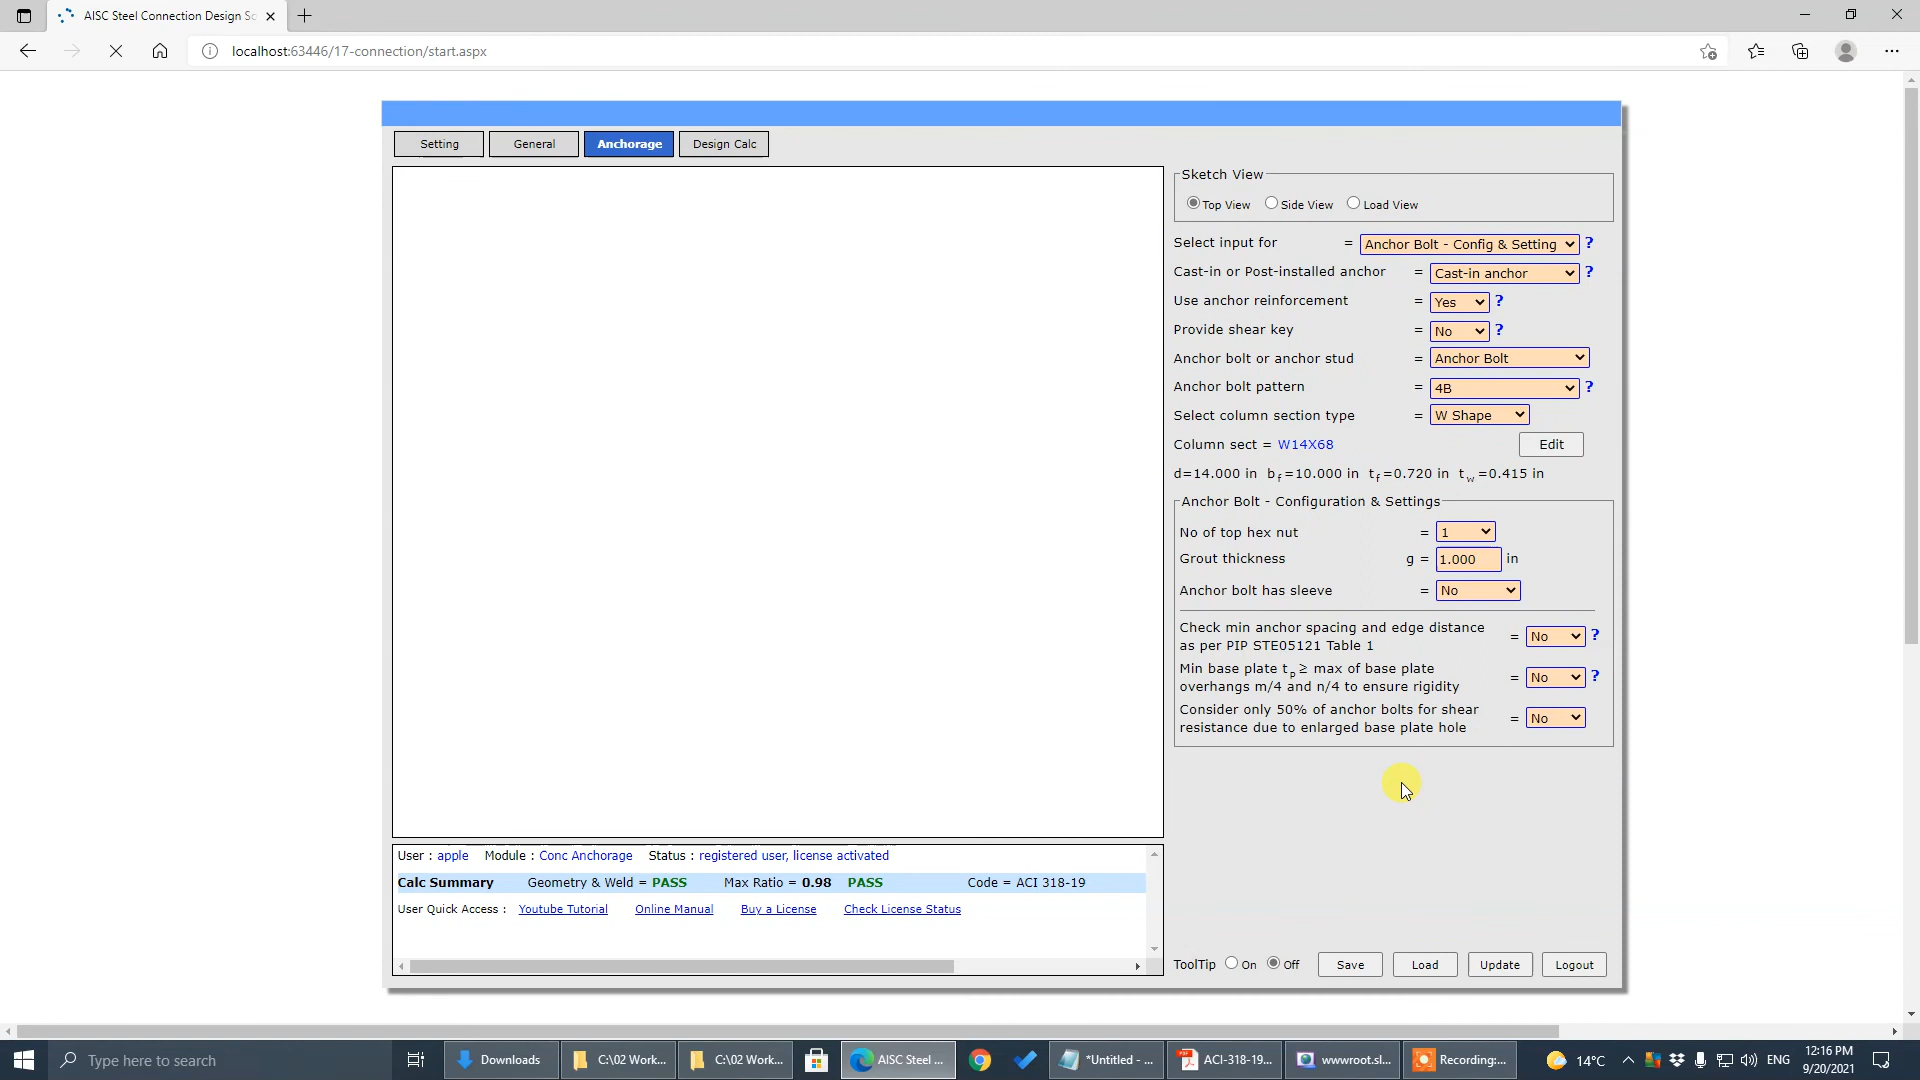 AISC Steel Connection Design So
localhost:63446/17-connection/start.aspx
Setting
General
Anchorage
Design Calc
Sketch View
Top View
Side View
Load View
Select input for = Anchor Bolt - Config & Setting ?
Cast-in or Post-installed anchor = Cast-in anchor ?
Use anchor reinforcement = Yes ?
Provide shear key = No ?
Anchor bolt or anchor stud = Anchor Bolt
Anchor bolt pattern = 4B ?
Select column section type = W Shape
Column sect = W14X68 Edit
d=14.000 in bf=10.000 in tf=0.720 in tw=0.415 in
Anchor Bolt - Configuration & Settings
No of top hex nut = 1
Grout thickness g = 1.000 in
Anchor bolt has sleeve = No
Check min anchor spacing and edge distance
as per PIP STE05121 Table 1 = No ?
Min base plate tp≥ max of base plate
overhangs m/4 and n/4 to ensure rigidity = No ?
Consider only 50% of anchor bolts for shear
resistance due to enlarged base plate hole = No
User : apple Module : Conc Anchorage Status : registered user, license activated
Calc Summary Geometry & Weld = PASS Max Ratio = 0.98 PASS Code = ACI 318-19
User Quick Access : Youtube Tutorial Online Manual Buy a License Check License Status
ToolTip On Off Save Load Update Logout
Type here to search
Downloads
C:\02 Work...
C:\02 Work...
AISC Steel ...
*Untitled - ...
ACI-318-19...
wwwroot.sl...
Recording:...
14°C
ENG
12:16 PM
9/20/2021